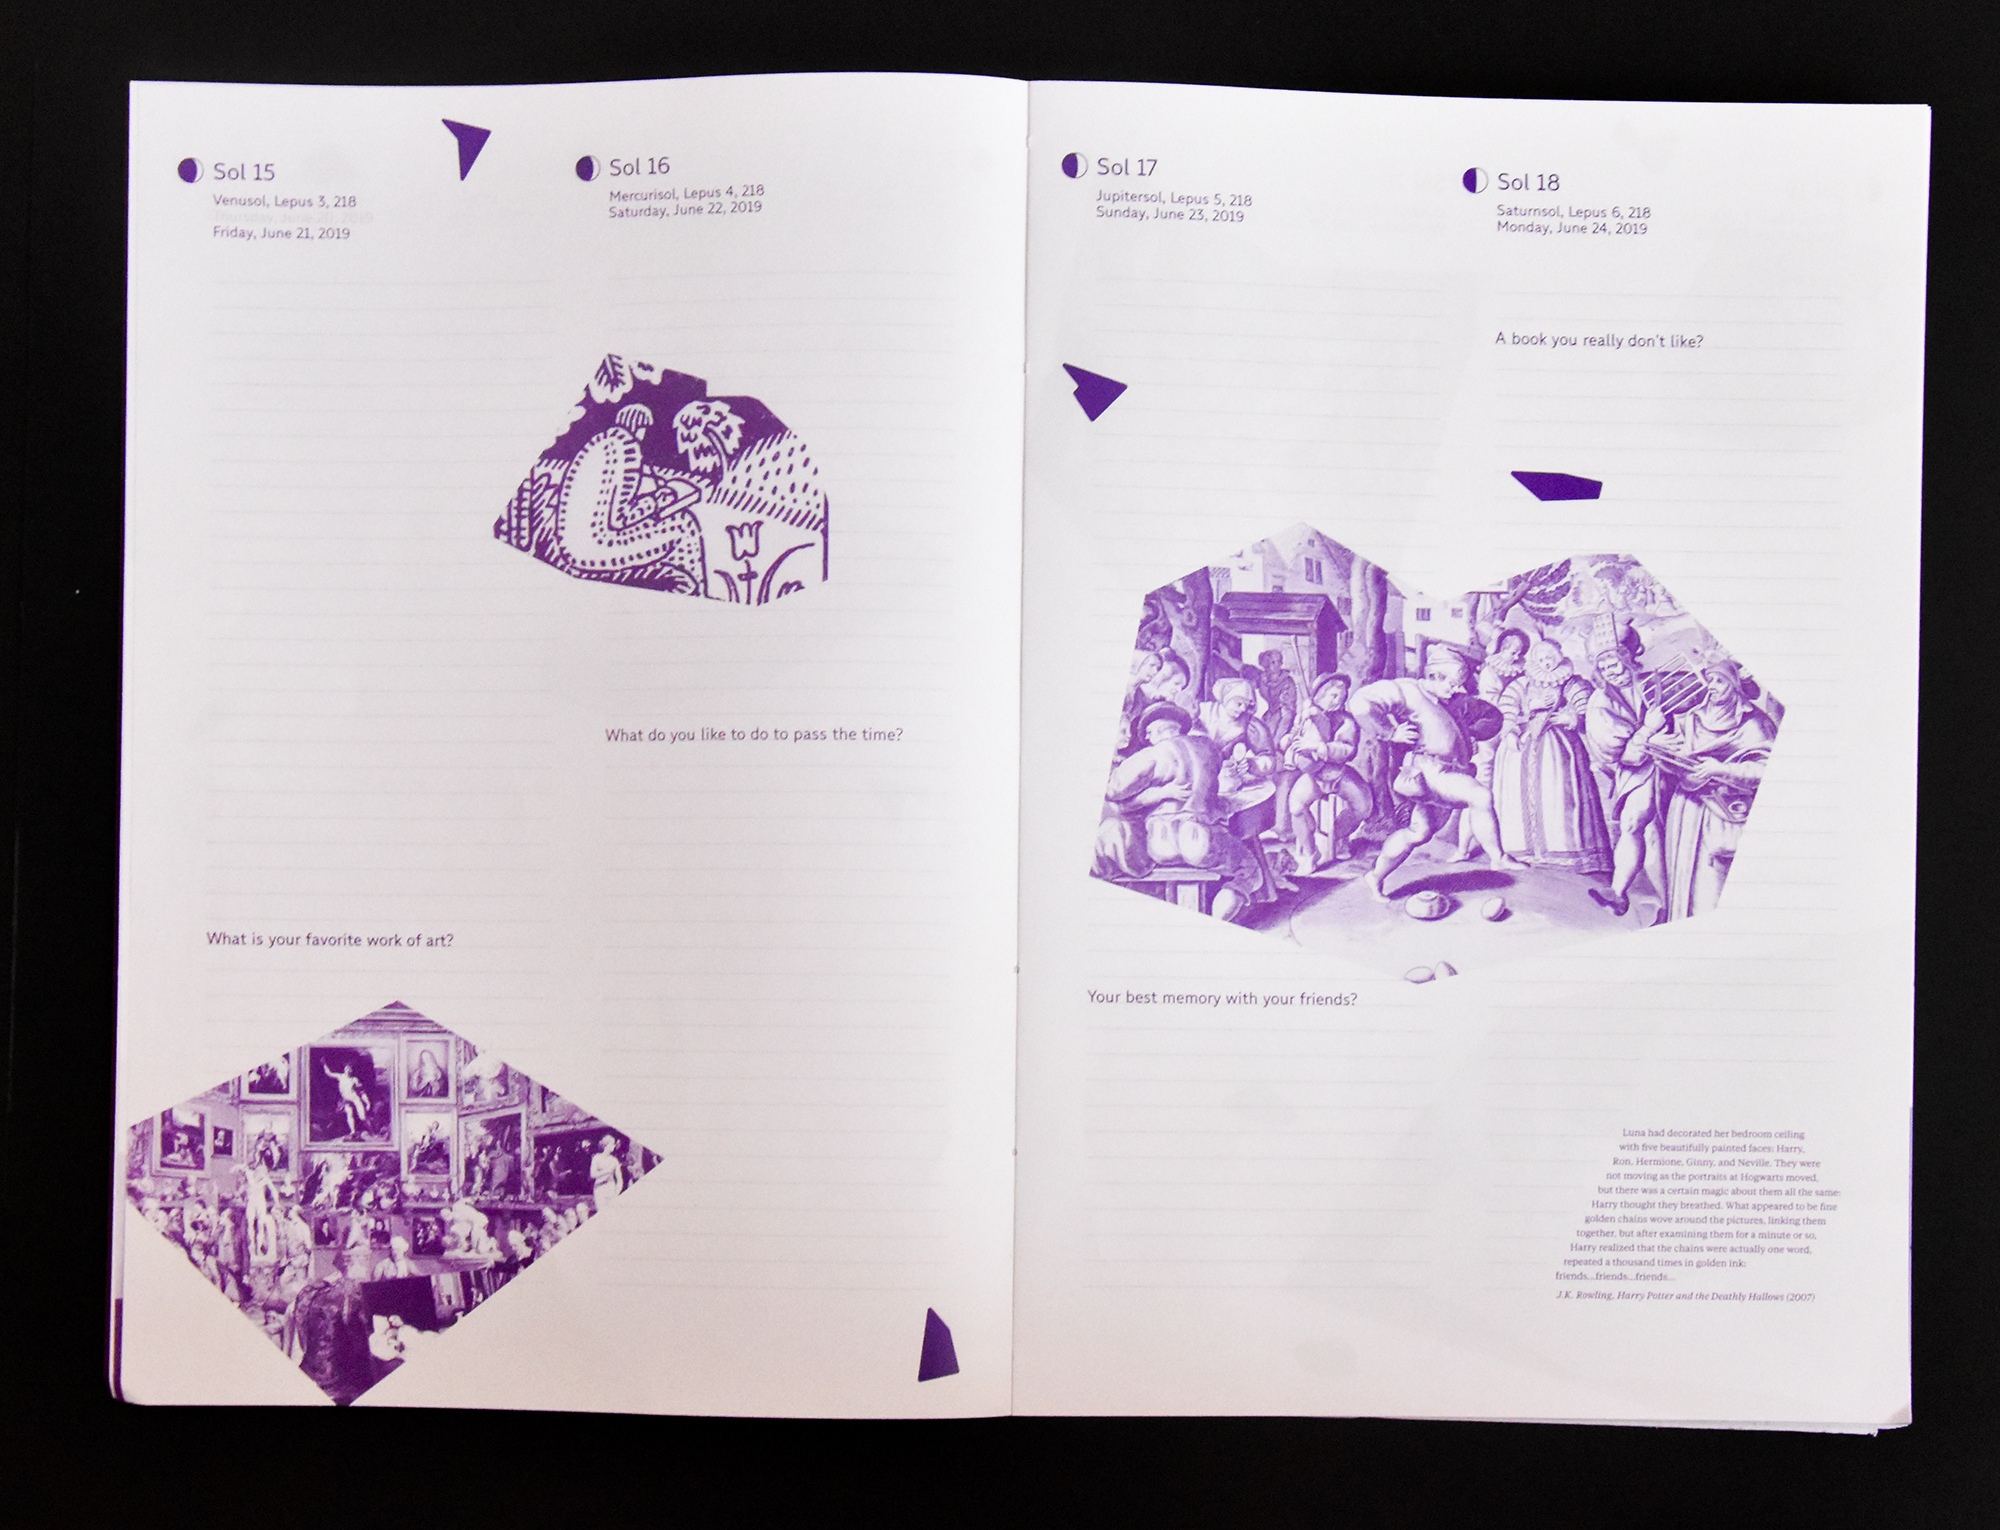 Sol 15
Venusol, Lepus 3, 218
Thursday, June 20, 2019
Friday, June 21, 2019
What is your favorite work of art?
Sol 16
Mercurisol, Lepus 4, 218
Saturday, June 22, 2019
What do you like to do to pass the time?
Sol 17
Jupitersol, Lepus 5, 218
Sunday, June 23, 2019
Your best memory with your friends?
Sol 18
Saturnsol, Lepus 6, 218
Monday, June 24, 2019
A book you really don't like?
Luna had decorated her bedroom ceiling
with five beautifully painted faces: Harry,
Ron, Hermione, Ginny, and Neville. They were
not moving as the portraits at Hogwarts moved,
but there was a certain magic about them all the same:
Harry thought they breathed. What appeared to be fine
golden chains wove around the pictures, linking them
together, but after examining them for a minute or so,
Harry realized that the chains were actually one word,
repeated a thousand times in golden ink:
friends...friends...friends...
J.K. Rowling, Harry Potter and the Deathly Hallows (2007)